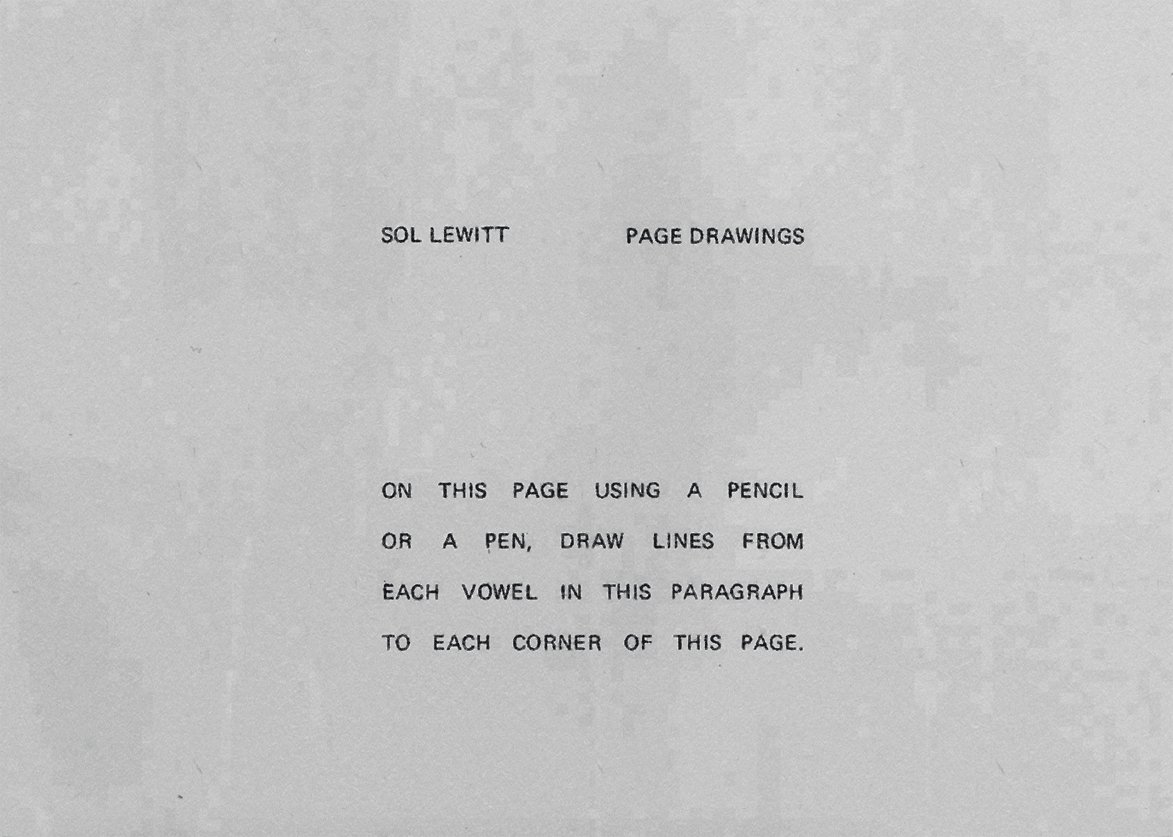 SOL LEWITT PAGE DRAWINGS
ON THIS PAGE USING A PENCIL
OR A PEN, DRAW LINES FROM
EACH VOWEL IN THIS PARAGRAPH
TO EACH CORNER OF THIS PAGE.